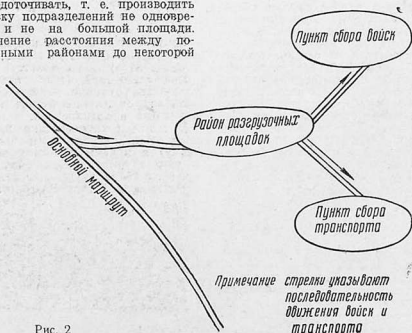 доточивать, т. е. производить
ку подразделений не одновре-
и не на большой площади.
чение расстояния между по-
ными районами до некоторой
Пункт сбора войск
Район разгрузочных
площадок
Основной маршрут
Пункт сбора
транспорта
Примечание стрелки указывают
последовательность
движения войск и
транспорта
Рис. 2